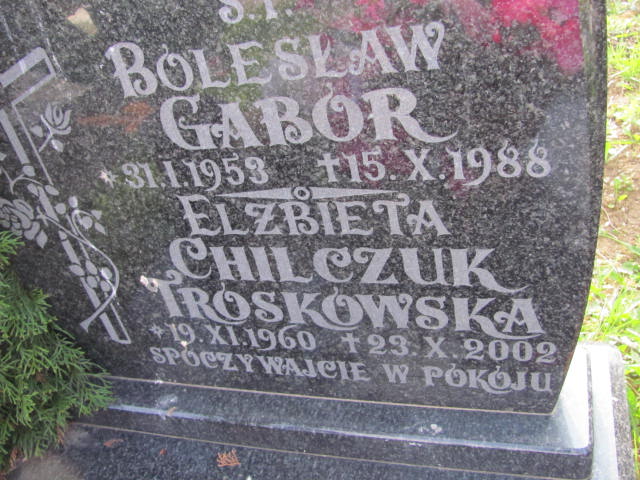 Ś.P.
BOLESŁAW
GABOR
* 31.I.1953 † 15.X.1988
ELŻBIETA
CHILCZUK
TROSKOWSKA
* 19.XI.1960 † 23.X.2002
SPOCZYWAJCIE W POKOJU